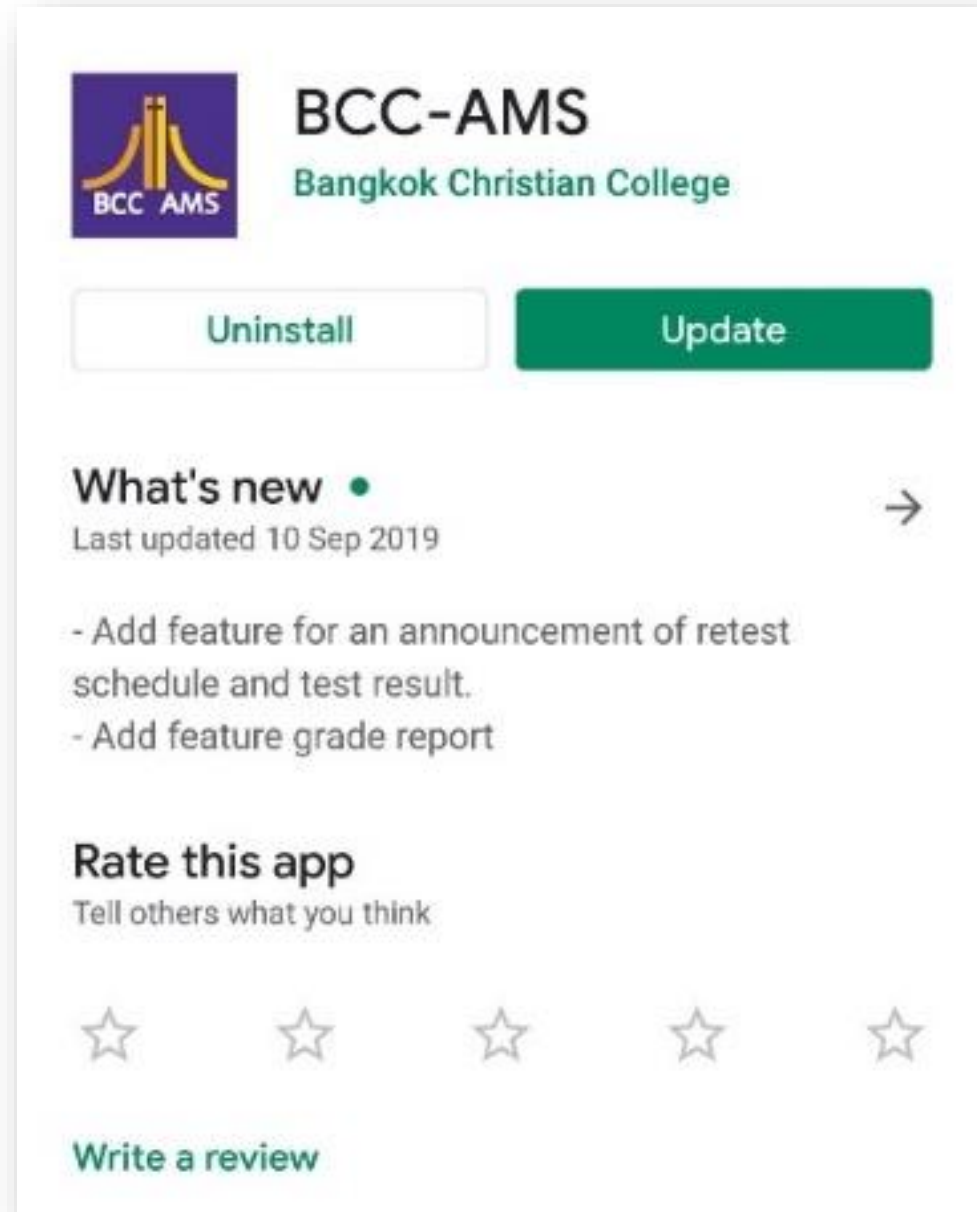 BCC AMS
BCC-AMS
Bangkok Christian College
Uninstall
Update
What's new
Last updated 10 Sep 2019
- Add feature for an announcement of retest
schedule and test result.
- Add feature grade report
Rate this app
Tell others what you think
Write a review